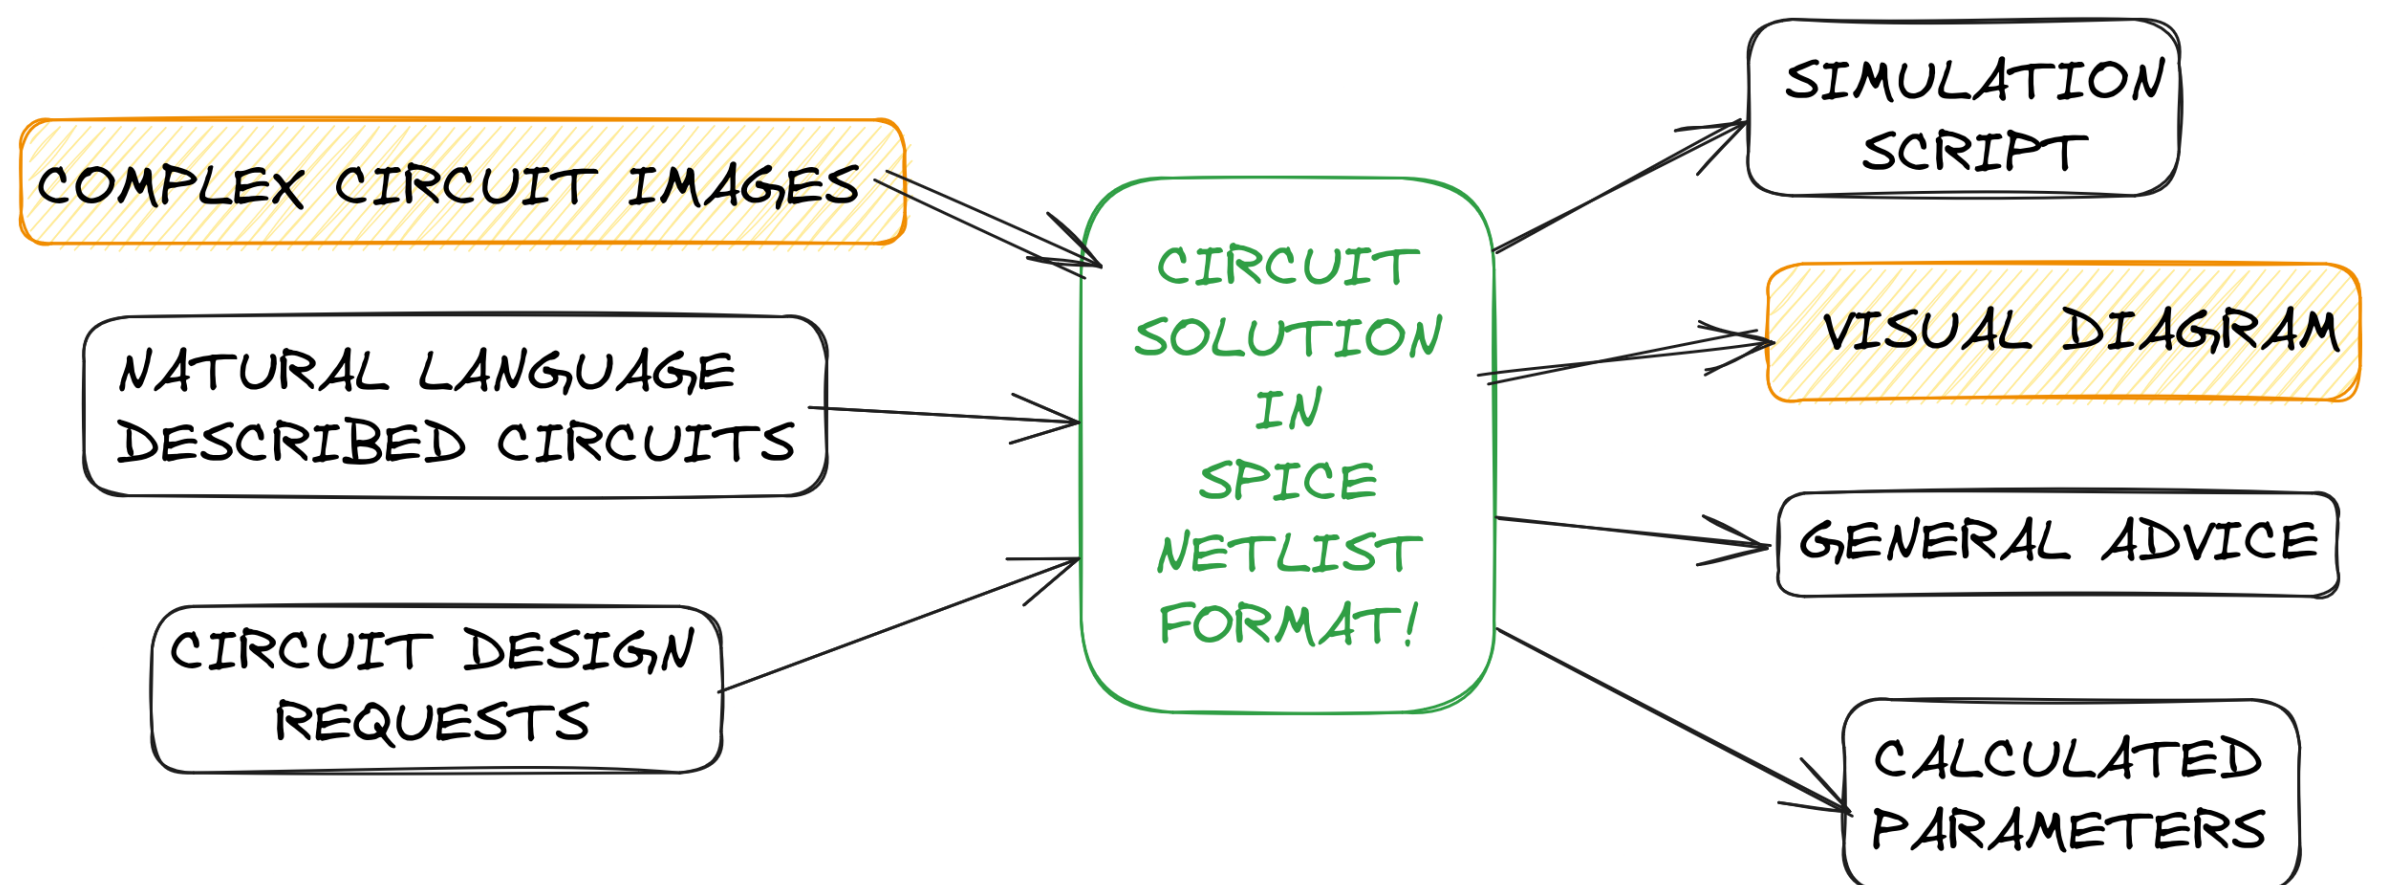 COMPLEX CIRCUIT IMAGES
NATURAL LANGUAGE
DESCRIBED CIRCUITS
CIRCUIT DESIGN
REQUESTS
CIRCUIT
SOLUTION
IN
SPICE
NETLIST
FORMAT!
SIMULATION
SCRIPT
VISUAL DIAGRAM
GENERAL ADVICE
CALCULATED
PARAMETERS